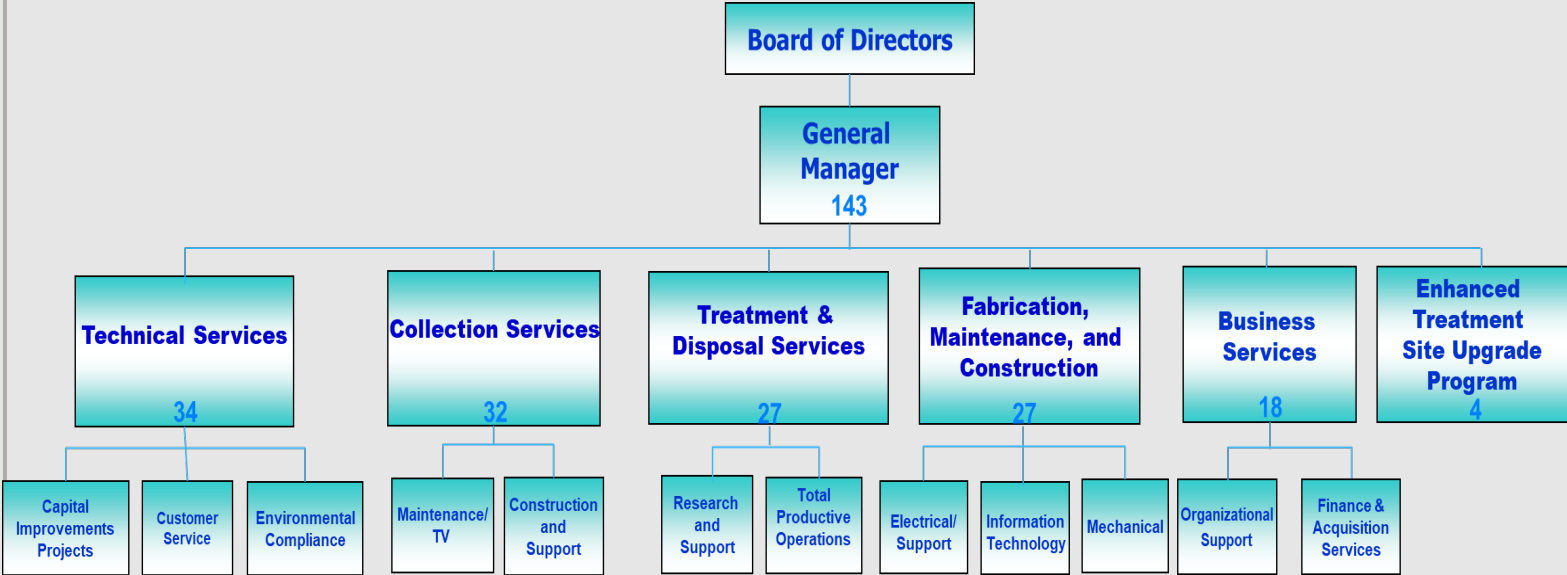 Board of Directors
General
Manager
143
Technical Services
34
Collection Services
32
Treatment &
Disposal Services
27
Fabrication,
Maintenance, and
Construction
27
Business
Services
18
Enhanced
Treatment
Site Upgrade
Program
4
Capital
Improvements
Projects
Customer
Service
Environmental
Compliance
Maintenance/
TV
Construction
and
Support
Research
and
Support
Total
Productive
Operations
Electrical/
Support
Information
Technology
Mechanical
Organizational
Support
Finance &
Acquisition
Services